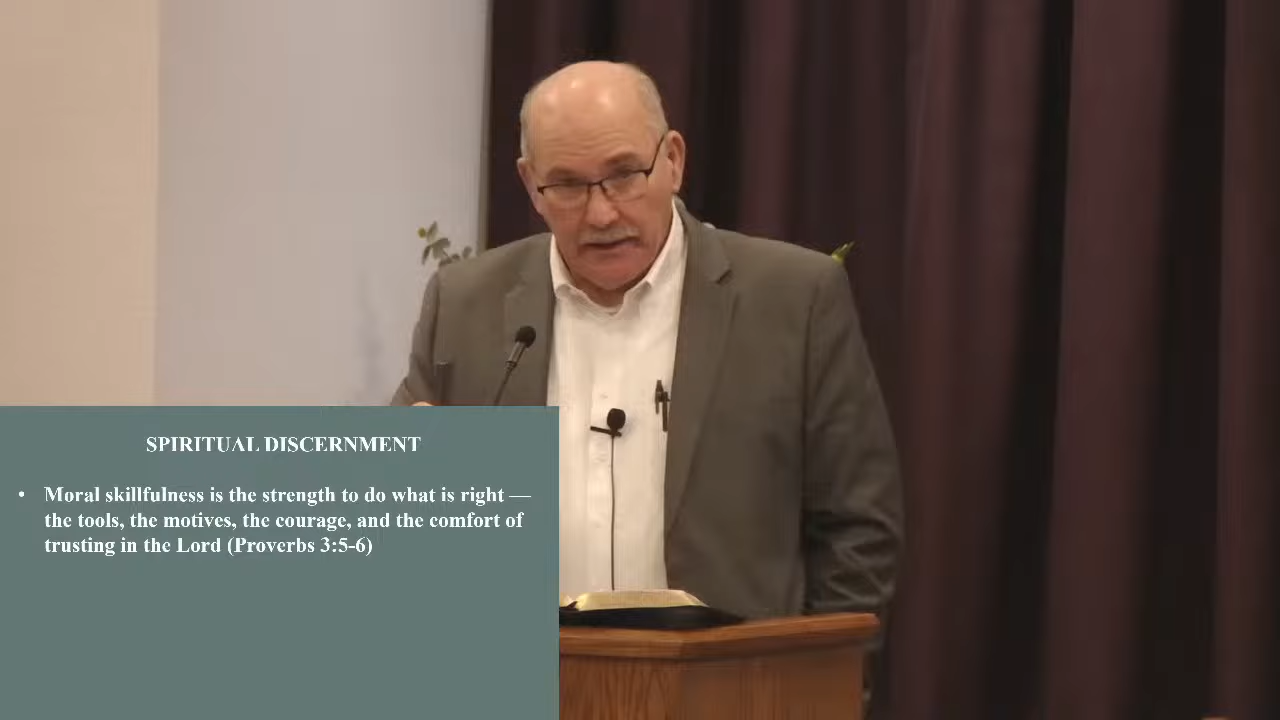 SPIRITUAL DISCERNMENT
• Moral skillfulness is the strength to do what is right —
the tools, the motives, the courage, and the comfort of
trusting in the Lord (Proverbs 3:5-6)